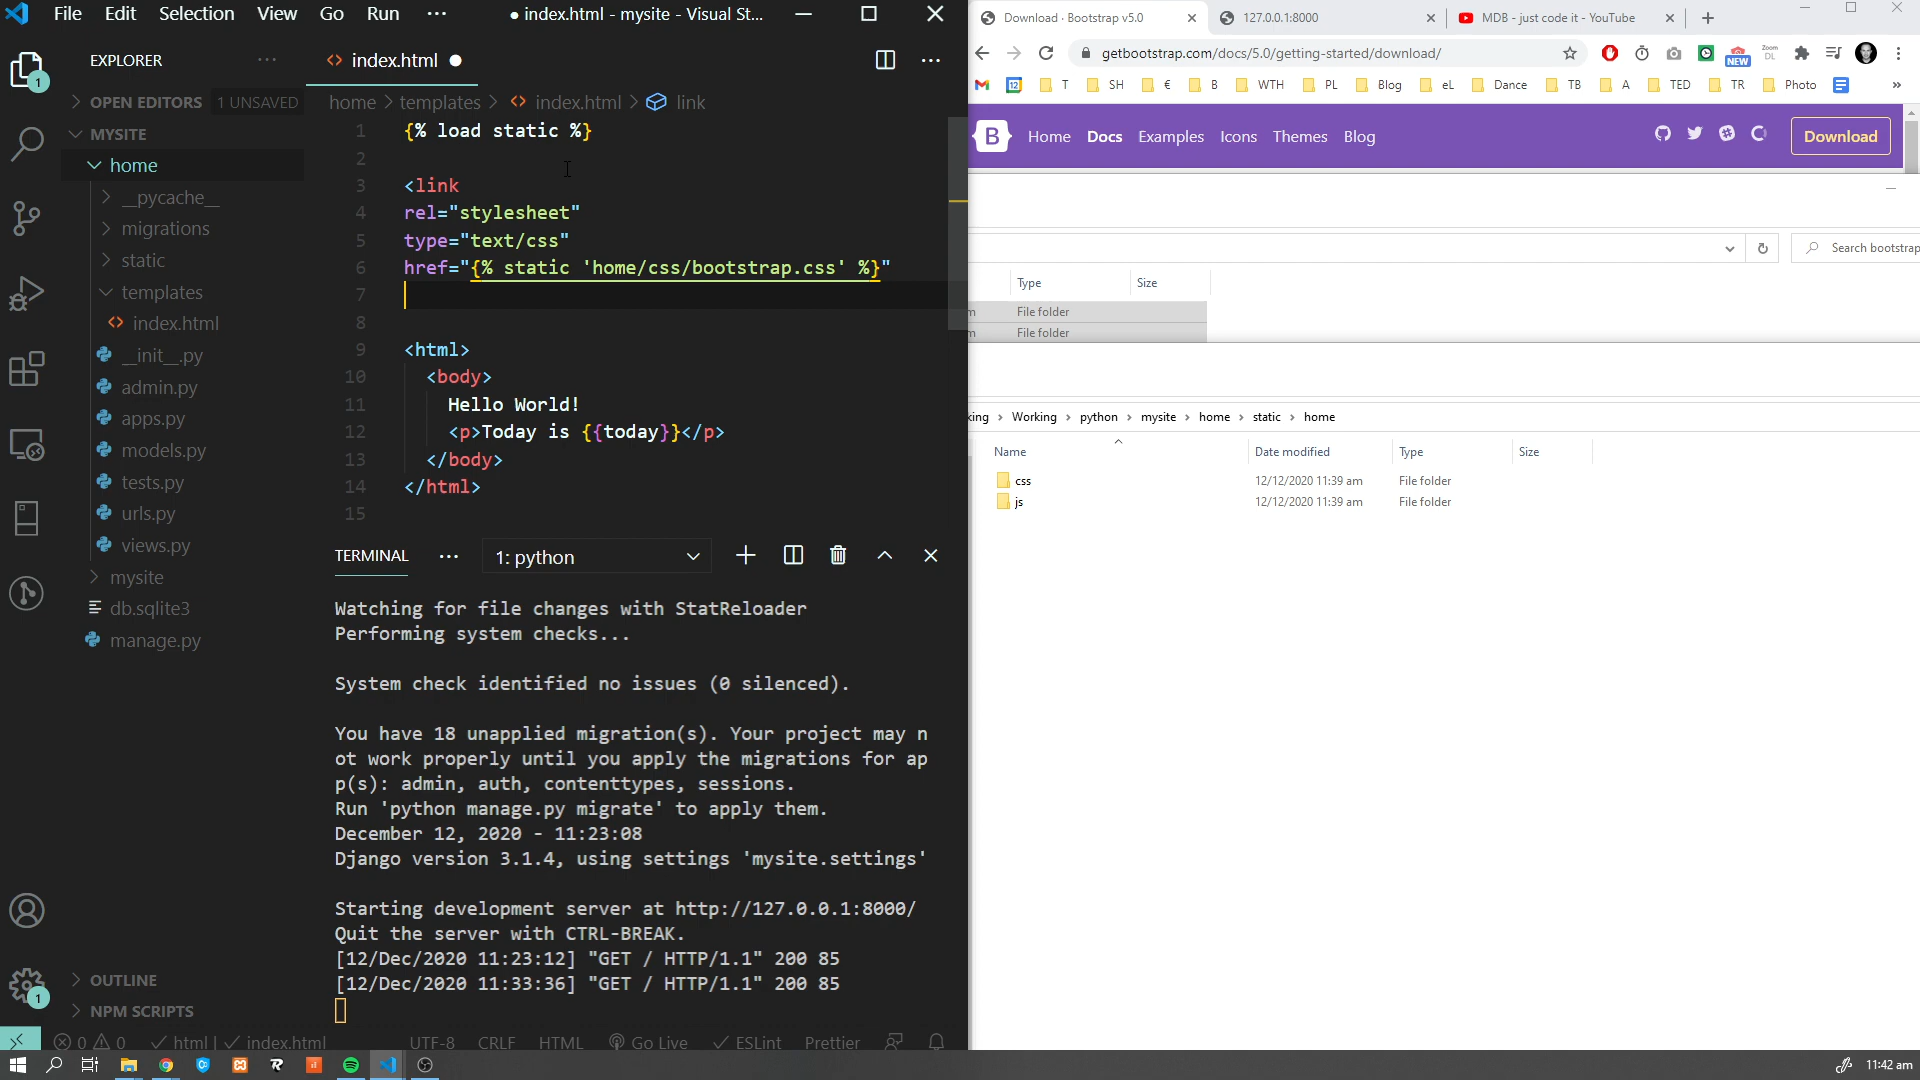 File Edit Selection View Go Run ··· ● index.html - mysite - Visual St...
EXPLORER ···
1
OPEN EDITORS 1 UNSAVED
MYSITE
home
__pycache__
migrations
static
templates
index.html
__init__.py
admin.py
apps.py
models.py
tests.py
urls.py
views.py
mysite
db.sqlite3
manage.py
OUTLINE
NPM SCRIPTS
1
index.html ●
home > templates > index.html > link
1 {% load static %}
2
3 <link
4 rel="stylesheet"
5 type="text/css"
6 href="{% static 'home/css/bootstrap.css' %}"
7
8
9 <html>
10 <body>
11 Hello World!
12 <p>Today is {{today}}</p>
13 </body>
14 </html>
15
TERMINAL ··· 1: python
Watching for file changes with StatReloader
Performing system checks...
System check identified no issues (0 silenced).
You have 18 unapplied migration(s). Your project may n
ot work properly until you apply the migrations for ap
p(s): admin, auth, contenttypes, sessions.
Run 'python manage.py migrate' to apply them.
December 12, 2020 - 11:23:08
Django version 3.1.4, using settings 'mysite.settings'
Starting development server at http://127.0.0.1:8000/
Quit the server with CTRL-BREAK.
[12/Dec/2020 11:23:12] "GET / HTTP/1.1" 200 85
[12/Dec/2020 11:33:36] "GET / HTTP/1.1" 200 85
0 0 html | index.html UTF-8 CRLF HTML Go Live ESLint Prettier
Download · Bootstrap v5.0 127.0.0.1:8000 MDB - just code it - YouTube
getbootstrap.com/docs/5.0/getting-started/download/
NEW
Zoom
DL
12 T SH € B WTH PL Blog eL Dance TB A TED TR Photo »
B Home Docs Examples Icons Themes Blog Download
Search bootstrap
Type Size
m File folder
m File folder
king > Working > python > mysite > home > static > home
Name Date modified Type Size
css 12/12/2020 11:39 am File folder
js 12/12/2020 11:39 am File folder
11:42 am